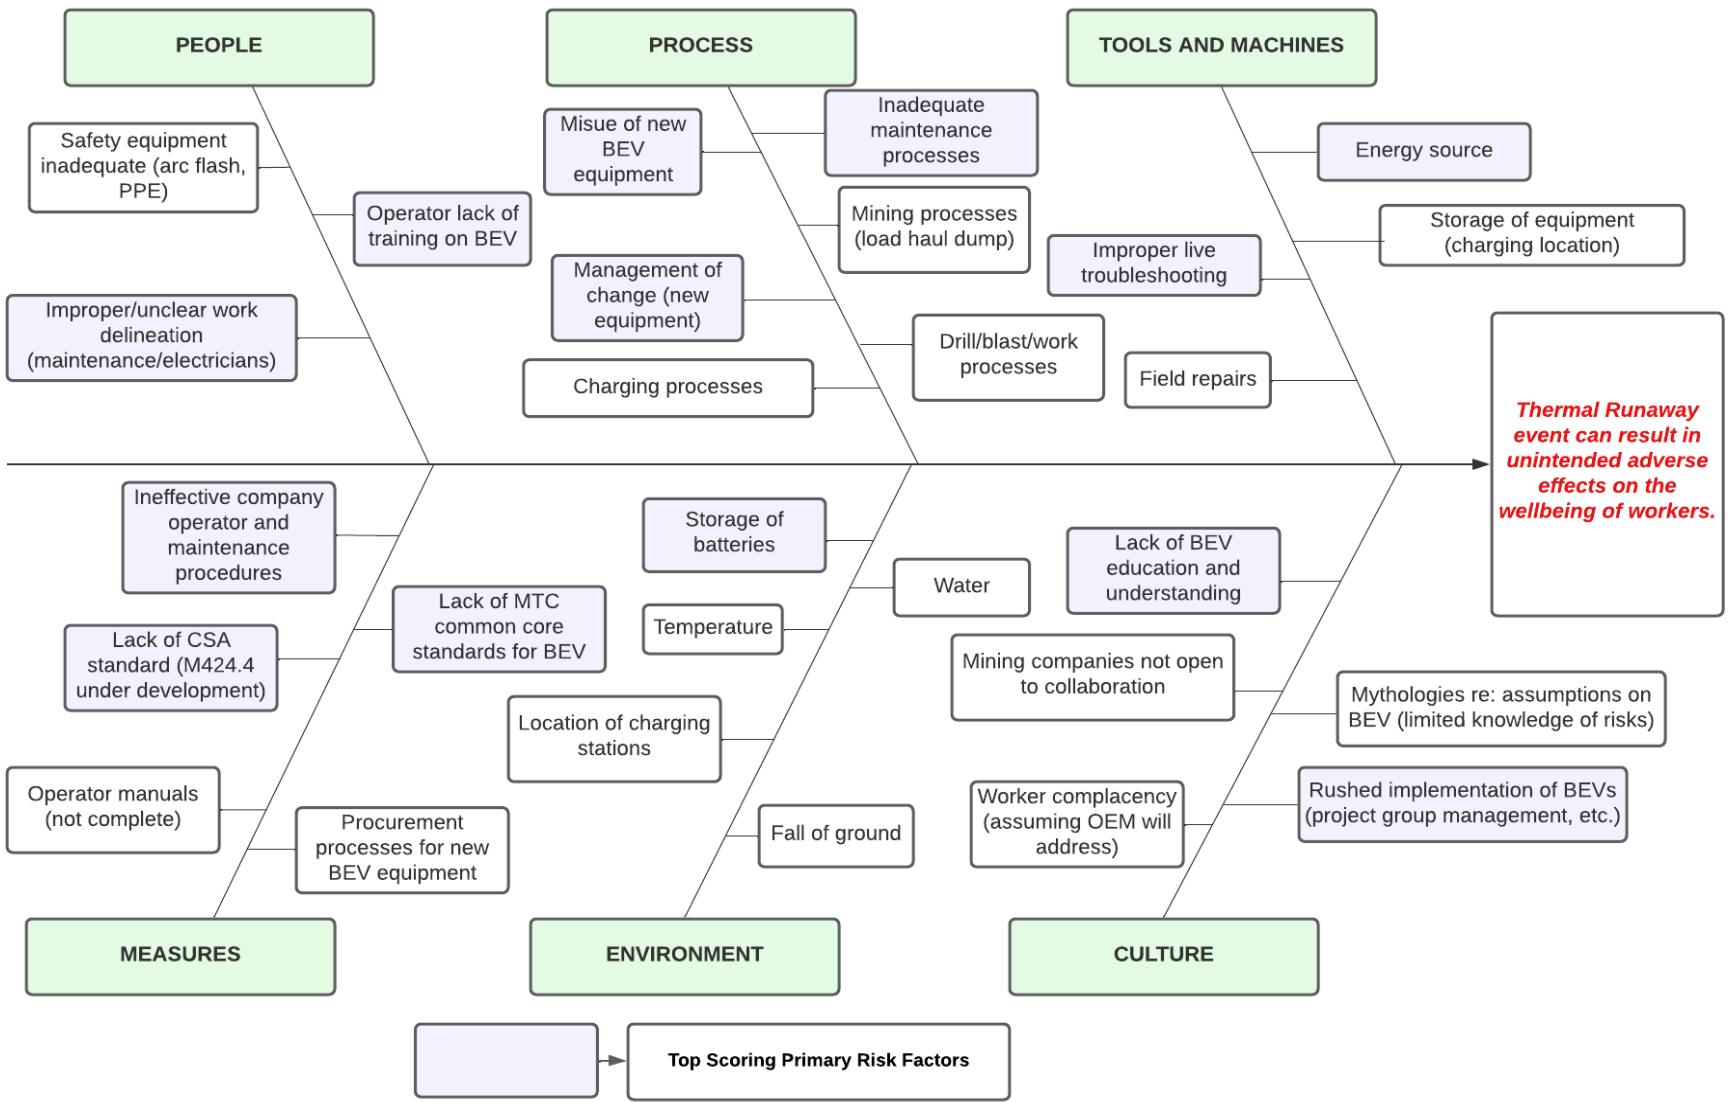 PEOPLE
PROCESS
TOOLS AND MACHINES
Safety equipment
inadequate (arc flash,
PPE)
Operator lack of
training on BEV
Improper/unclear work
delineation
(maintenance/electricians)
Misue of new
BEV
equipment
Inadequate
maintenance
processes
Mining processes
(load haul dump)
Management of
change (new
equipment)
Drill/blast/work
processes
Charging processes
Energy source
Storage of equipment
(charging location)
Improper live
troubleshooting
Field repairs
Thermal Runaway
event can result in
unintended adverse
effects on the
wellbeing of workers.
Ineffective company
operator and
maintenance
procedures
Lack of MTC
common core
standards for BEV
Lack of CSA
standard (M424.4
under development)
Operator manuals
(not complete)
Procurement
processes for new
BEV equipment
Storage of
batteries
Water
Temperature
Location of charging
stations
Fall of ground
Lack of BEV
education and
understanding
Mining companies not open
to collaboration
Mythologies re: assumptions on
BEV (limited knowledge of risks)
Worker complacency
(assuming OEM will
address)
Rushed implementation of BEVs
(project group management, etc.)
MEASURES
ENVIRONMENT
CULTURE
Top Scoring Primary Risk Factors